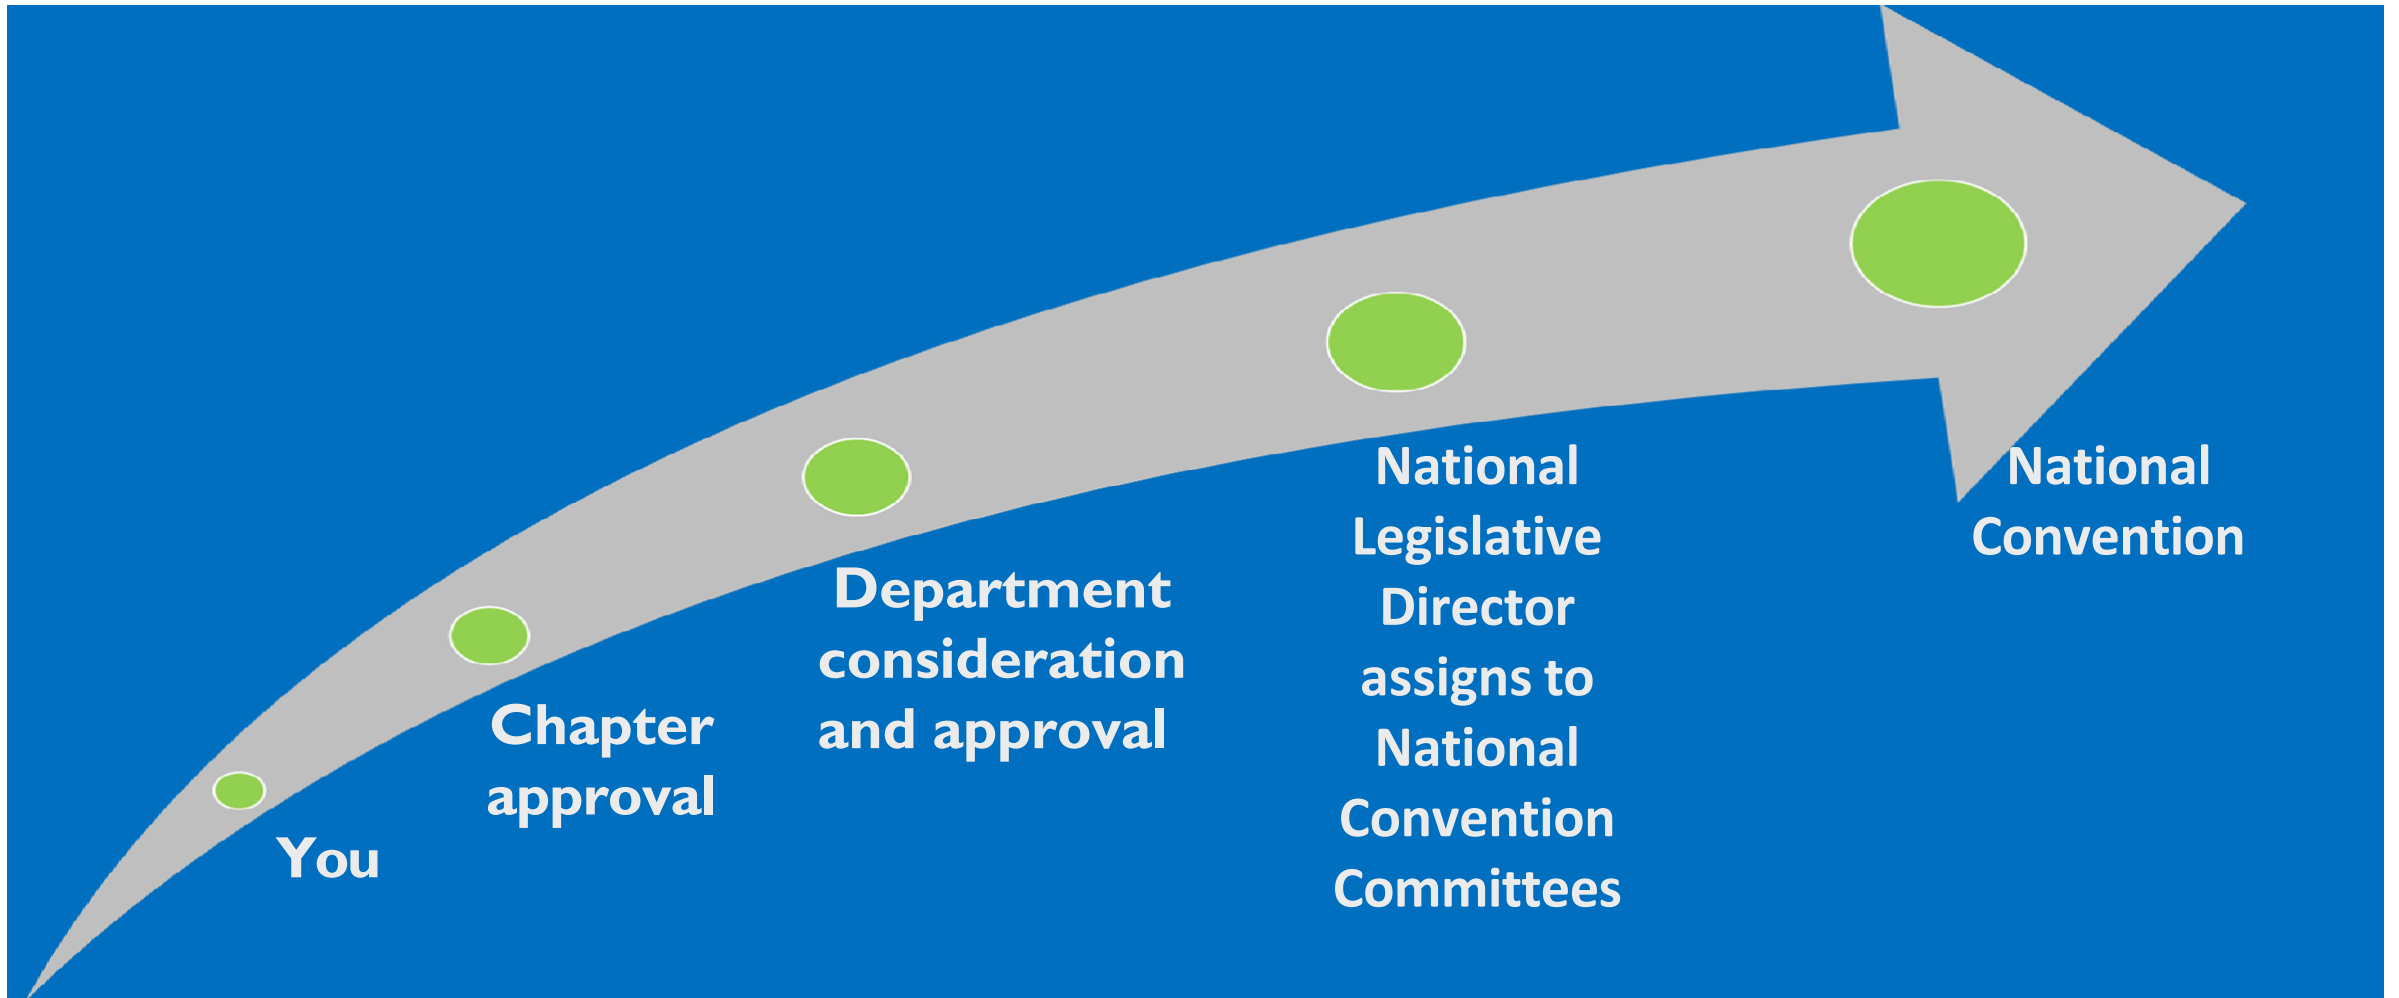 You
Chapter
approval
Department
consideration
and approval
National
Legislative
Director
assigns to
National
Convention
Committees
National
Convention